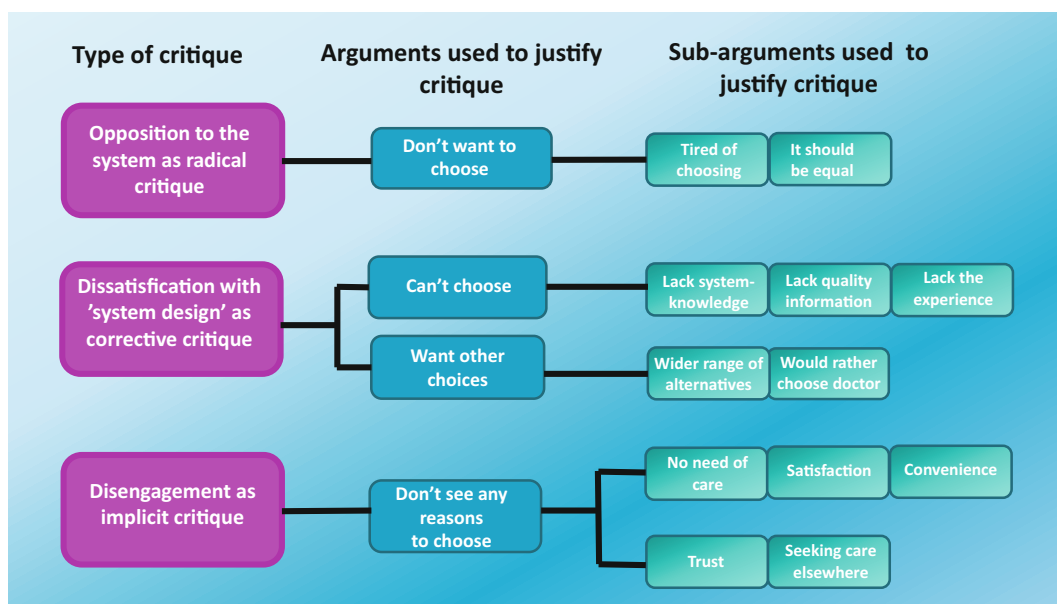 Type of critique
Arguments used to justify
critique
Sub-arguments used to
justify critique
Opposition to the
system as radical
critique
Don't want to
choose
Tired of
choosing
It should
be equal
Dissatisfication with
’system design’ as
corrective critique
Can't choose
Lack system-
knowledge
Lack quality
information
Lack the
experience
Want other
choices
Wider range of
alternatives
Would rather
choose doctor
Disengagement as
implicit critique
Don't see any
reasons
to choose
No need of
care
Satisfaction
Convenience
Trust
Seeking care
elsewhere